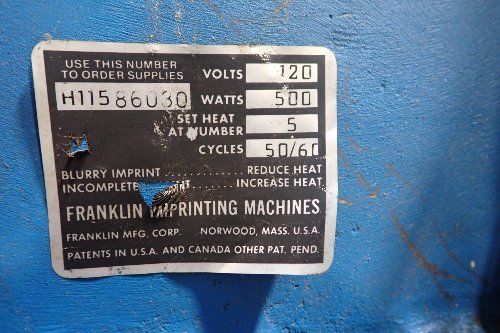 USE THIS NUMBER
TO ORDER SUPPLIES
H11586030
VOLTS 120
WATTS 500
SET HEAT
AT NUMBER 5
CYCLES 50/60
BLURRY IMPRINT ......... REDUCE HEAT
INCOMPLETE INCREASE HEAT
FRANKLIN IMPRINTING MACHINES
FRANKLIN MFG. CORP. NORWOOD, MASS. U.S.A.
PATENTS IN U.S.A. AND CANADA OTHER PAT. PEND.